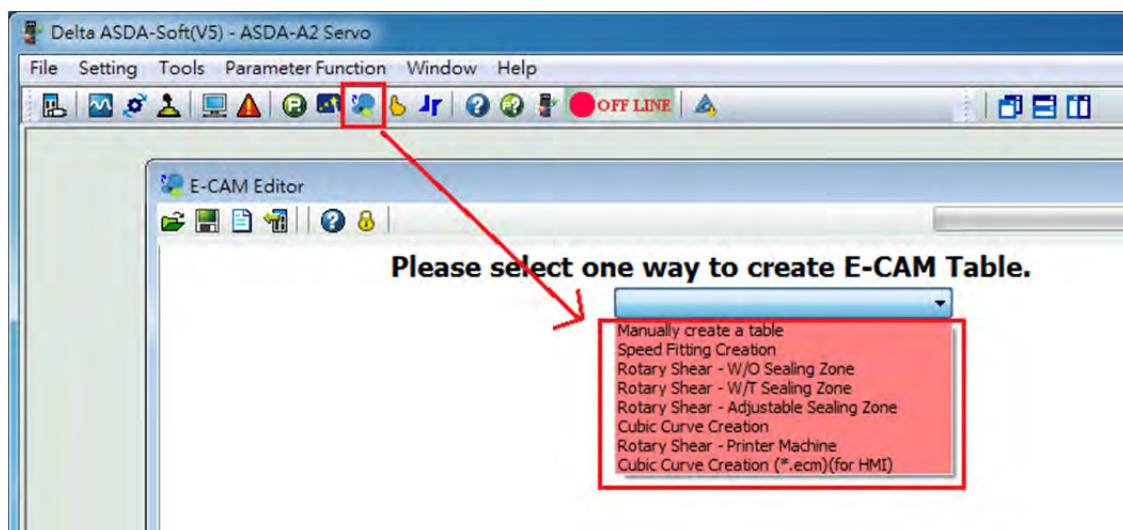 Delta ASDA-Soft(V5) - ASDA-A2 Servo
File Setting Tools Parameter Function Window Help
OFF LINE
E-CAM Editor
Please select one way to create E-CAM Table.
Manually create a table
Speed Fitting Creation
Rotary Shear - W/O Sealing Zone
Rotary Shear - W/T Sealing Zone
Rotary Shear - Adjustable Sealing Zone
Cubic Curve Creation
Rotary Shear - Printer Machine
Cubic Curve Creation (*.ecm)(for HMI)